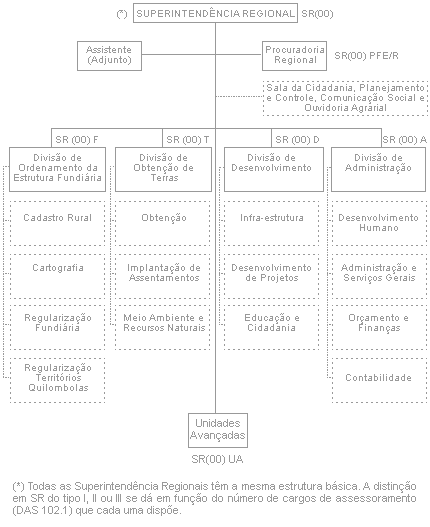 (*) SUPERINTENDÊNCIA REGIONAL SR(00)
Assistente
(Adjunto)
Procuradoria
Regional
SR(00) PFE/R
Sala da Cidadania, Planejamento
e Controle, Comunicação Social e
Ouvidoria Agrárial
SR (00) F
Divisão de
Ordenamento da
Estrutura Fundiária
Cadastro Rural
Cartografia
Regularização
Fundiária
Regularização
Territórios
Quilombolas
SR (00) T
Divisão de
Obtenção de
Terras
Obtenção
Implantação de
Assentamentos
Meio Ambiente e
Recursos Naturais
SR (00) D
Divisão de
Desenvolvimento
Infra-estrutura
Desenvolvimento
de Projetos
Educação e
Cidadania
SR (00) A
Divisão de
Administração
Desenvolvimento
Humano
Administração e
Serviços Gerais
Orçamento e
Finanças
Contabilidade
Unidades
Avançadas
SR(00) UA
(*) Todas as Superintendência Regionais têm a mesma estrutura básica. A distinção
em SR do tipo I, II ou III se dá em função do número de cargos de assessoramento
(DAS 102.1) que cada uma dispõe.